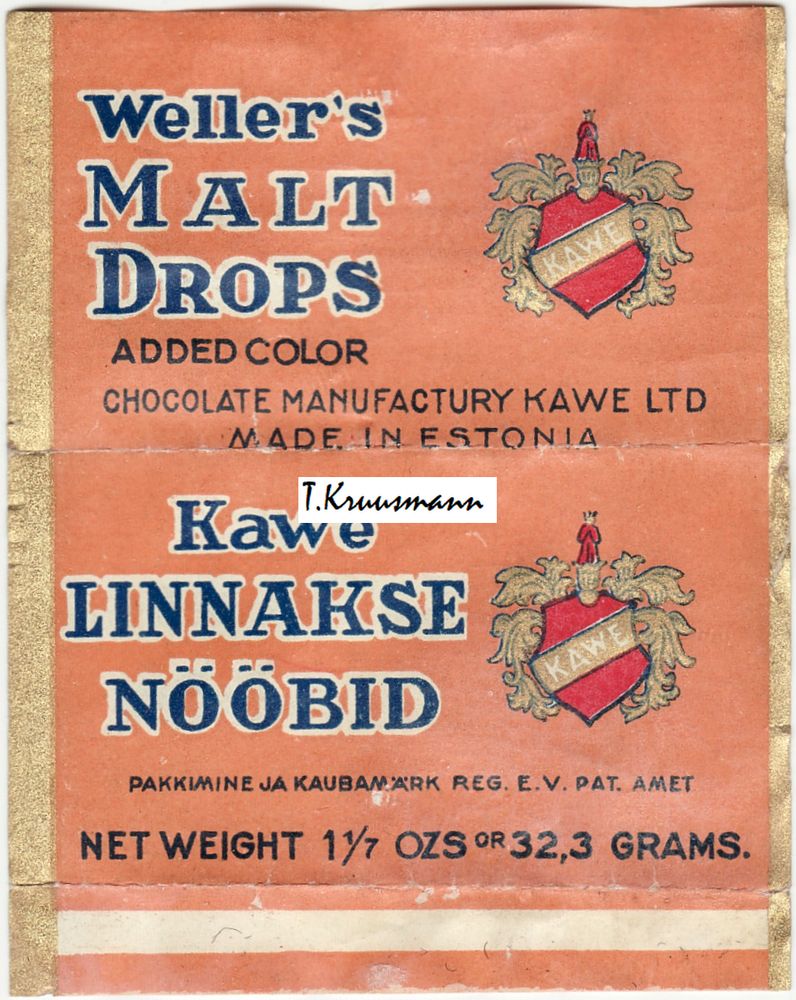 Weller's
MALT
DROPS
KAWE
ADDED COLOR
CHOCOLATE MANUFACTURY KAWE LTD
MADE IN ESTONIA
T.Kruusmann
Kawe
LINNAKSE
NÖÖBID
KAWE
PAKKIMINE JA KAUBAMÄRK REG. E.V. PAT. AMET
NET WEIGHT 1 1/7 OZS OR 32,3 GRAMS.